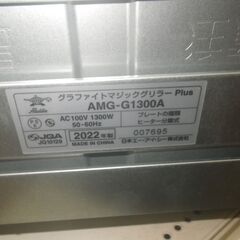 Aladdin
グラファイトマジックグリラー Plus
AMG-G1300A
AC100V 1300W
50-60Hz
プレートの種類
ヒーター分離式
JQA
JQ10129
2022年製
MADE IN CHINA
007695
日本エー・アイ・シー株式会社